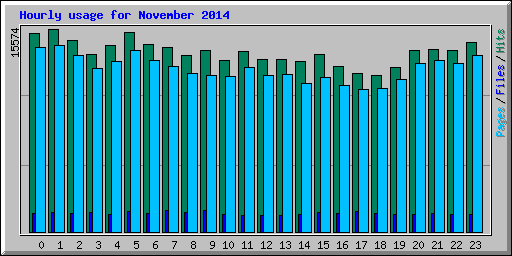 Hourly usage for November 2014
15574
Pages/Files/Hits
0 1 2 3 4 5 6 7 8 9 10 11 12 13 14 15 16 17 18 19 20 21 22 23